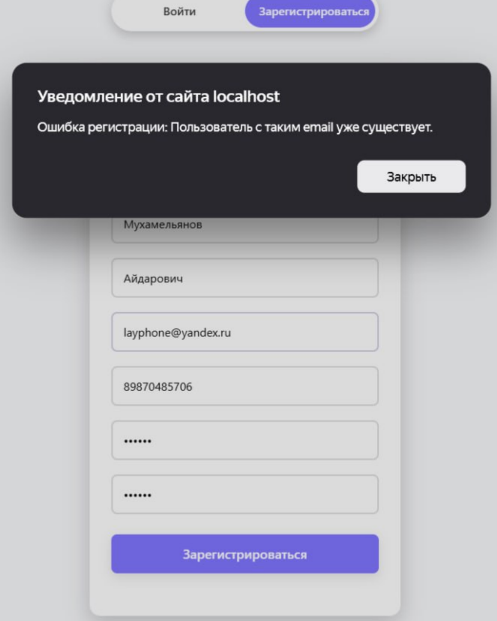 Войти
Зарегистрироваться
Уведомление от сайта localhost
Ошибка регистрации: Пользователь с таким email уже существует.
Закрыть
Мухамельянов
Айдарович
layphone@yandex.ru
89870485706
••••••
••••••
Зарегистрироваться